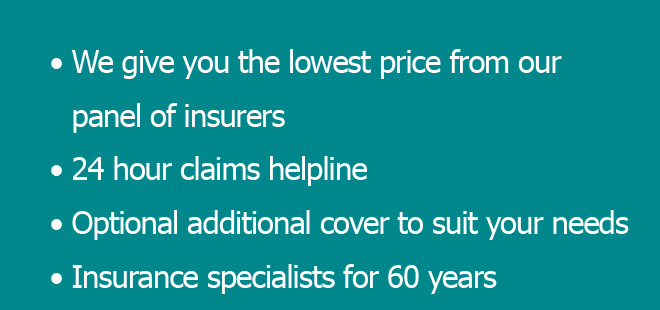 • We give you the lowest price from our
panel of insurers
• 24 hour claims helpline
• Optional additional cover to suit your needs
• Insurance specialists for 60 years